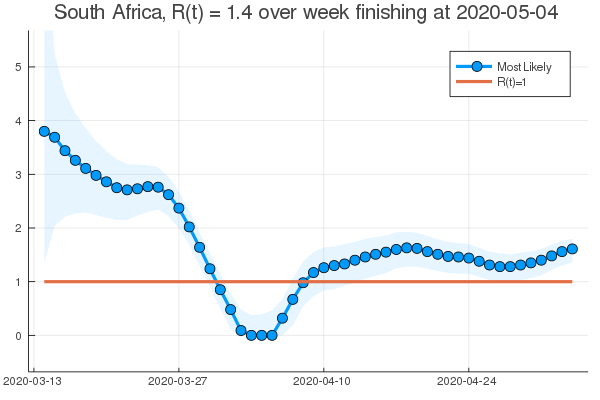 South Africa, R(t) = 1.4 over week finishing at 2020-05-04
5
Most Likely
R(t)=1
4
3
2
1
0
2020-03-13 2020-03-27 2020-04-10 2020-04-24